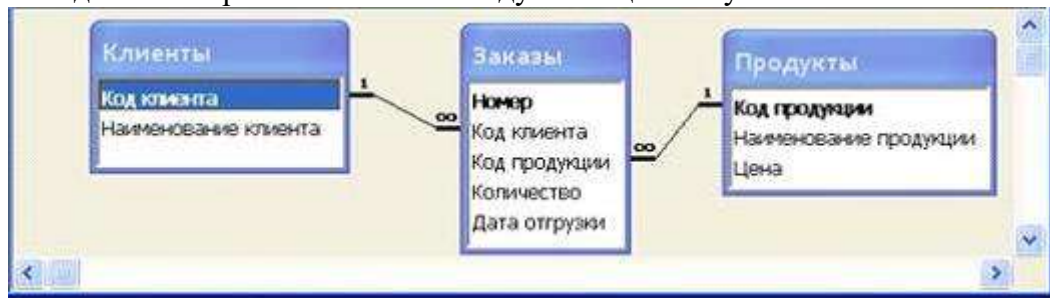 Клиенты
Код клиента
Наименование клиента
1
∞
Заказы
Номер
Код клиента
Код продукции
Количество
Дата отгрузки
∞
1
Продукты
Код продукции
Наименование продукции
Цена